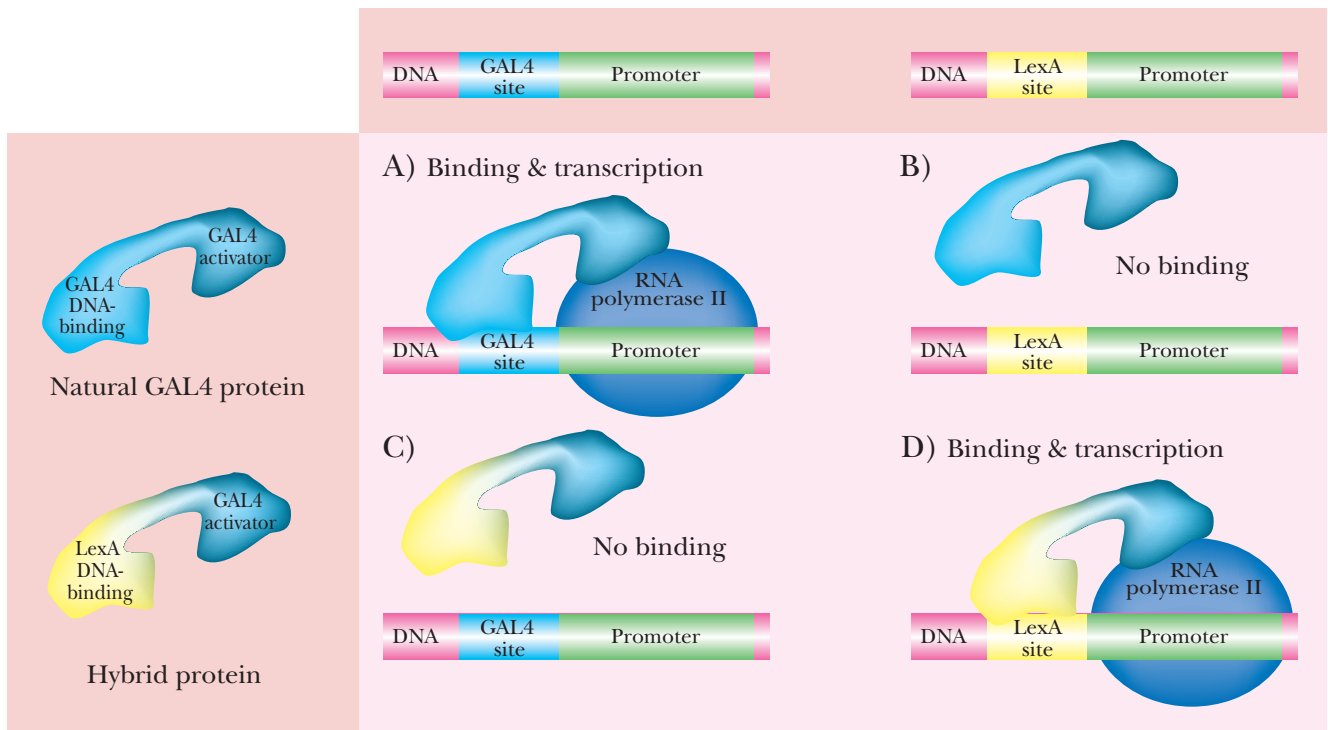 DNA
GAL4
site
Promoter
DNA
LexA
site
Promoter
GAL4
activator
GAL4
DNA-
binding
Natural GAL4 protein
A) Binding & transcription
RNA
polymerase II
DNA
GAL4
site
Promoter
B)
No binding
DNA
LexA
site
Promoter
GAL4
activator
LexA
DNA-
binding
Hybrid protein
C)
No binding
DNA
GAL4
site
Promoter
D) Binding & transcription
RNA
polymerase II
DNA
LexA
site
Promoter